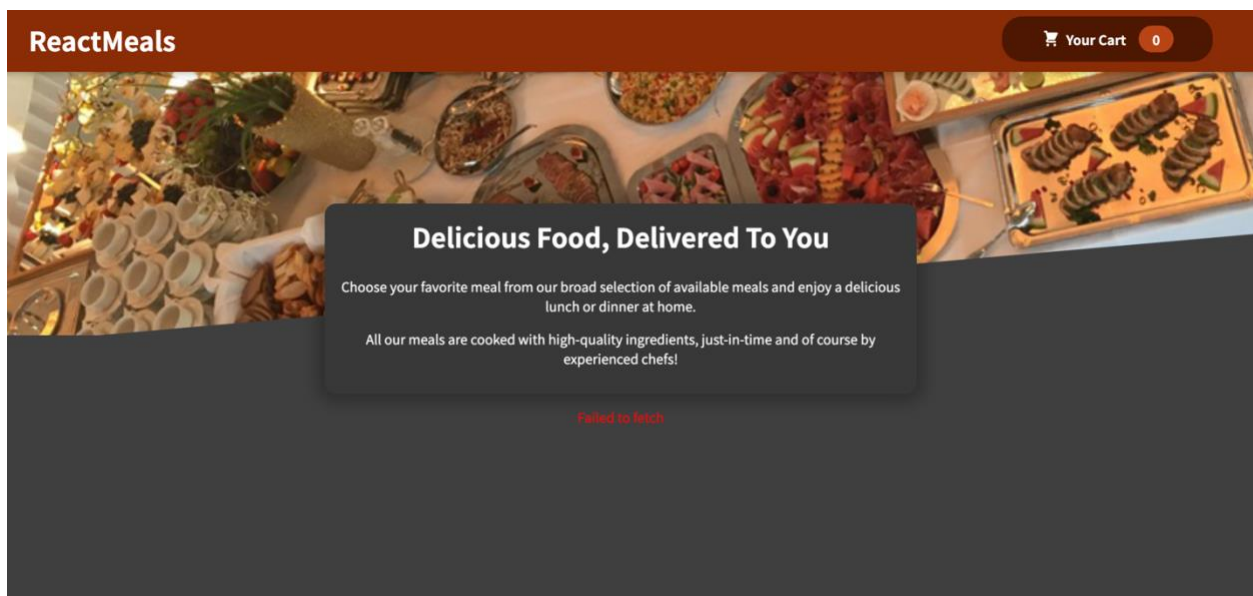 ReactMeals
Your Cart 0
Delicious Food, Delivered To You
Choose your favorite meal from our broad selection of available meals and enjoy a delicious
lunch or dinner at home.
All our meals are cooked with high-quality ingredients, just-in-time and of course by
experienced chefs!
Failed to fetch